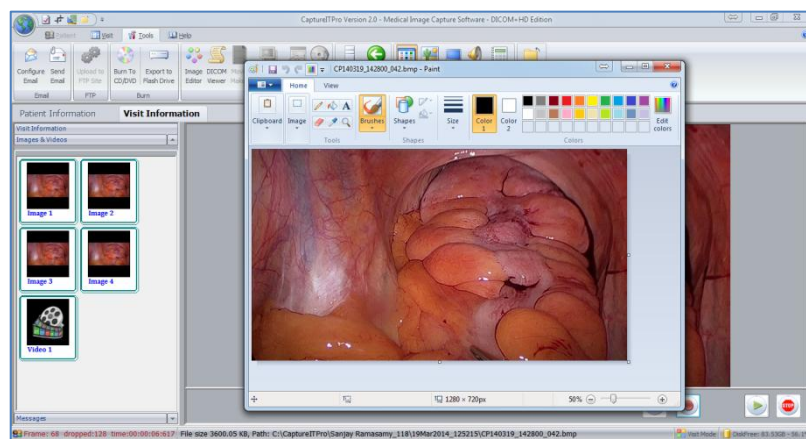 CaptureITPro Version 2.0 - Medical Image Capture Software - DICOM+HD Edition
Patient Visit Tools Help
Configure Email
Send Email
Upload to FTP Site
Burn To CD/DVD
Export to Flash Drive
Image Editor
DICOM Viewer
Email FTP Burn
CP140319_142800_042.bmp - Paint
Home View
Clipboard Image Brushes Shapes Size Color 1 Color 2 Edit colors
Tools Shapes Colors
Patient Information Visit Information
Visit Information
Images & Videos
Image 1 Image 2
Image 3 Image 4
Video 1
1280 × 720px 50%
Messages
STOP
Frame: 68 dropped:128 time:00:00:06:617 File size 3600.05 KB, Path: C:\CaptureITPro\Sanjay Ramasamy_118\19Mar2014_125215\CP140319_142800_042.bmp
Visit Mode